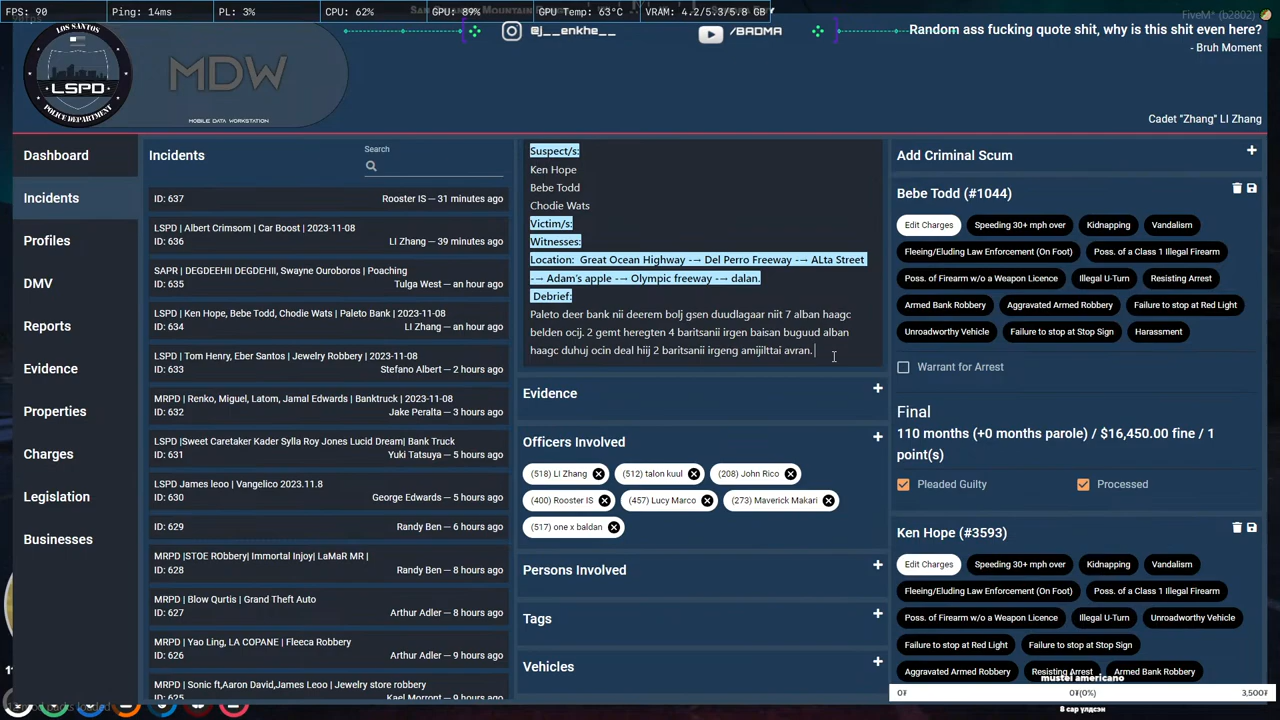 FPS: 90
Ping: 14ms
PL: 3%
CPU: 62%
GPU: 89%
GPU Temp: 63°C
VRAM: 4.2/5.3/5.8 GB
FiveM* (b2802)
@j__enkhe__
/BADMA
Random ass fucking quote shit, why is this shit even here?
- Bruh Moment
LOS SANTOS
LSPD
POLICE DEPARTMENT
MDW
MOBILE DATA WORKSTATION
Cadet "Zhang" LI Zhang
Dashboard
Incidents
Profiles
DMV
Reports
Evidence
Properties
Charges
Legislation
Businesses
Incidents
Search
ID: 637 Rooster IS — 31 minutes ago
LSPD | Albert Crimsom | Car Boost | 2023-11-08
ID: 636 LI Zhang — 39 minutes ago
SAPR | DEGDEEHII DEGDEHII, Swayne Ouroboros | Poaching
ID: 635 Tulga West — an hour ago
LSPD | Ken Hope, Bebe Todd, Chodie Wats | Paleto Bank | 2023-11-08
ID: 634 LI Zhang — an hour ago
LSPD | Tom Henry, Eber Santos | Jewelry Robbery | 2023-11-08
ID: 633 Stefano Albert — 2 hours ago
MRPD | Renko, Miguel, Latom, Jamal Edwards | Banktruck | 2023-11-08
ID: 632 Jake Peralta — 3 hours ago
LSPD |Sweet Caretaker Kader Sylla Roy Jones Lucid Dream| Bank Truck
ID: 631 Yuki Tatsuya — 5 hours ago
LSPD James leoo | Vangelico 2023.11.8
ID: 630 George Edwards — 5 hours ago
ID: 629 Randy Ben — 6 hours ago
MRPD |STOE RObbery| Immortal Injoy| LaMaR MR |
ID: 628 Randy Ben — 8 hours ago
MRPD | Blow Qurtis | Grand Theft Auto
ID: 627 Arthur Adler — 8 hours ago
MRPD | Yao Ling, LA COPANE | Fleeca Robbery
ID: 626 Arthur Adler — 9 hours ago
MRPD | Sonic ft,Aaron David,James Leoo | Jewelry store robbery
ID: 625 Kael Morront — 9 hours ago
Suspect/s:
Ken Hope
Bebe Todd
Chodie Wats
Victim/s:
Witnesses:
Location: Great Ocean Highway -→ Del Perro Freeway -→ ALta Street
-→ Adam's apple -→ Olympic freeway -→ dalan.
Debrief:
Paleto deer bank nii deerem bolj gsen duudlagaar niit 7 alban haagc
belden ocij. 2 gemt heregten 4 baritsanii irgen baisan buguud alban
haagc duhuj ocin deal hiij 2 baritsanii irgeng amijilttai avran.
Evidence
Officers Involved
(518) LI Zhang
(512) talon kuul
(208) John Rico
(400) Rooster IS
(457) Lucy Marco
(273) Maverick Makari
(517) one x baldan
Persons Involved
Tags
Vehicles
Add Criminal Scum
Bebe Todd (#1044)
Edit Charges Speeding 30+ mph over Kidnapping Vandalism
Fleeing/Eluding Law Enforcement (On Foot) Poss. of a Class 1 Illegal Firearm
Poss. of Firearm w/o a Weapon Licence Illegal U-Turn Resisting Arrest
Armed Bank Robbery Aggravated Armed Robbery Failure to stop at Red Light
Unroadworthy Vehicle Failure to stop at Stop Sign Harassment
Warrant for Arrest
Final
110 months (+0 months parole) / $16,450.00 fine / 1
point(s)
Pleaded Guilty Processed
Ken Hope (#3593)
Edit Charges Speeding 30+ mph over Kidnapping Vandalism
Fleeing/Eluding Law Enforcement (On Foot) Poss. of a Class 1 Illegal Firearm
Poss. of Firearm w/o a Weapon Licence Illegal U-Turn Unroadworthy Vehicle
Failure to stop at Red Light Failure to stop at Stop Sign
Aggravated Armed Robbery Resisting Arrest Armed Bank Robbery
mustei americano
0₮ 0₮(0%) 3,500₮
8 сар үлдсэн